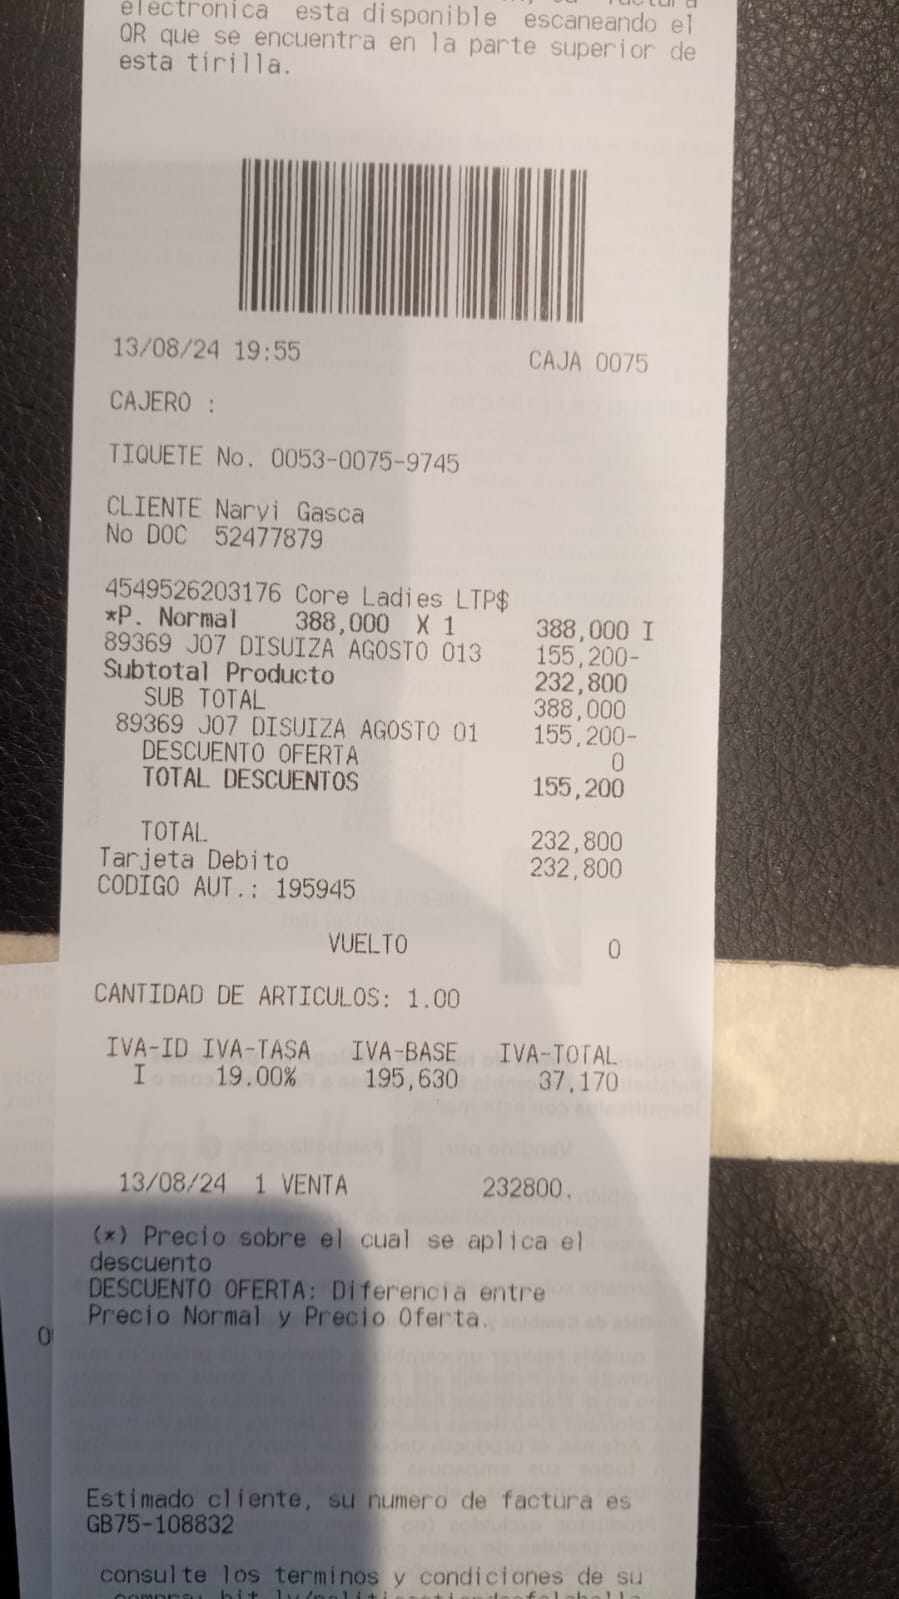 electronica esta disponible escaneando el
QR que se encuentra en la parte superior de
esta tirilla.
13/08/24 19:55 CAJA 0075
CAJERO :
TIQUETE No. 0053-0075-9745
CLIENTE Naryi Gasca
No DOC 52477879
4549526203176 Core Ladies LTP$
*P. Normal 388,000 X 1 388,000 I
89369 J07 DISUIZA AGOSTO 013 155,200-
Subtotal Producto 232,800
SUB TOTAL 388,000
89369 J07 DISUIZA AGOSTO 01 155,200-
DESCUENTO OFERTA 0
TOTAL DESCUENTOS 155,200
TOTAL 232,800
Tarjeta Debito 232,800
CODIGO AUT.: 195945
VUELTO 0
CANTIDAD DE ARTICULOS: 1.00
IVA-ID IVA-TASA IVA-BASE IVA-TOTAL
I 19.00% 195,630 37,170
13/08/24 1 VENTA 232800.
(*) Precio sobre el cual se aplica el
descuento
DESCUENTO OFERTA: Diferencia entre
Precio Normal y Precio Oferta.
Estimado cliente, su numero de factura es
GB75-108832
consulte los terminos y condiciones de su